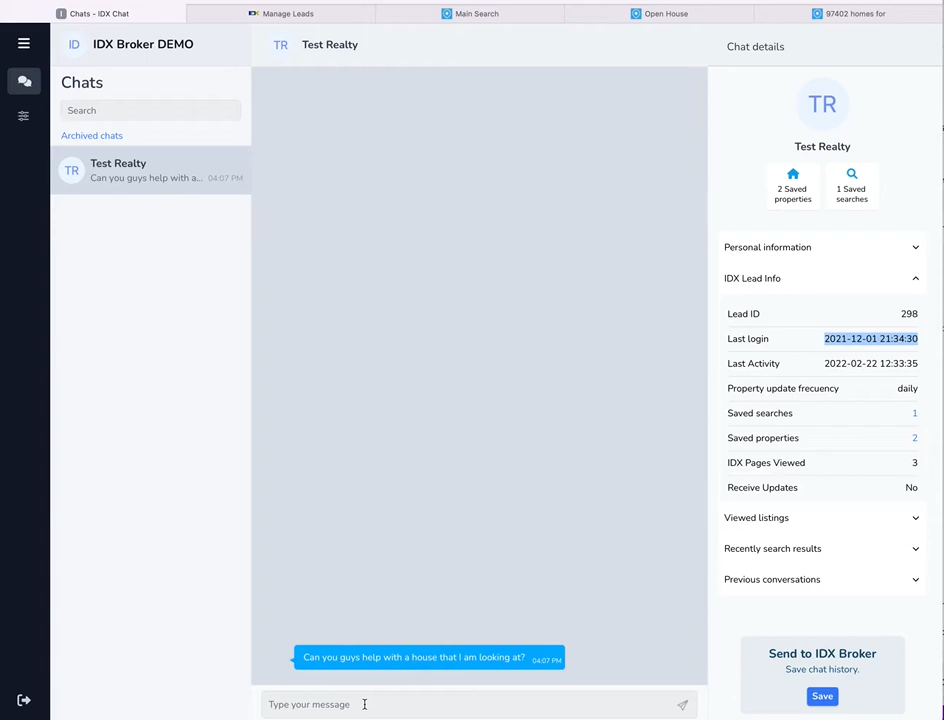 I Chats - IDX Chat
Manage Leads
Main Search
Open House
97402 homes for
ID IDX Broker DEMO
Chats
Search
Archived chats
TR Test Realty
Can you guys help with a... 04:07 PM
TR Test Realty
Can you guys help with a house that I am looking at? 04:07 PM
Type your message
Chat details
TR
Test Realty
2 Saved
properties
1 Saved
searches
Personal information
IDX Lead Info
Lead ID 298
Last login 2021-12-01 21:34:30
Last Activity 2022-02-22 12:33:35
Property update frecuency daily
Saved searches 1
Saved properties 2
IDX Pages Viewed 3
Receive Updates No
Viewed listings
Recently search results
Previous conversations
Send to IDX Broker
Save chat history.
Save